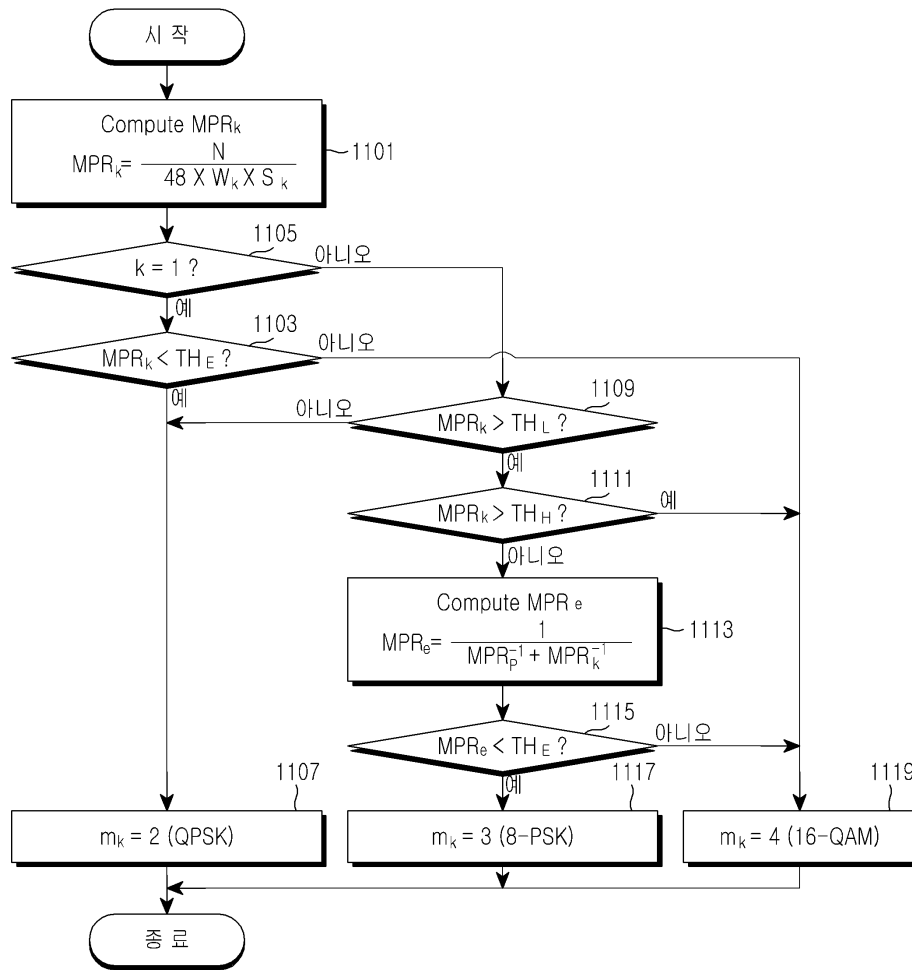 시 작
Compute MPRk
MPRk= N / 48 X Wk X Sk
1101
k = 1 ?
1105
아니오
예
MPRk < THE ?
1103
아니오
예
MPRk > THL ?
1109
아니오
예
MPRk > THH ?
1111
예
아니오
Compute MPR e
MPRe= 1 / MPRP-1 + MPRk-1
1113
MPRe < THE ?
1115
아니오
예
1107
1117
1119
mk = 2 (QPSK)
mk = 3 (8-PSK)
mk = 4 (16-QAM)
종 료